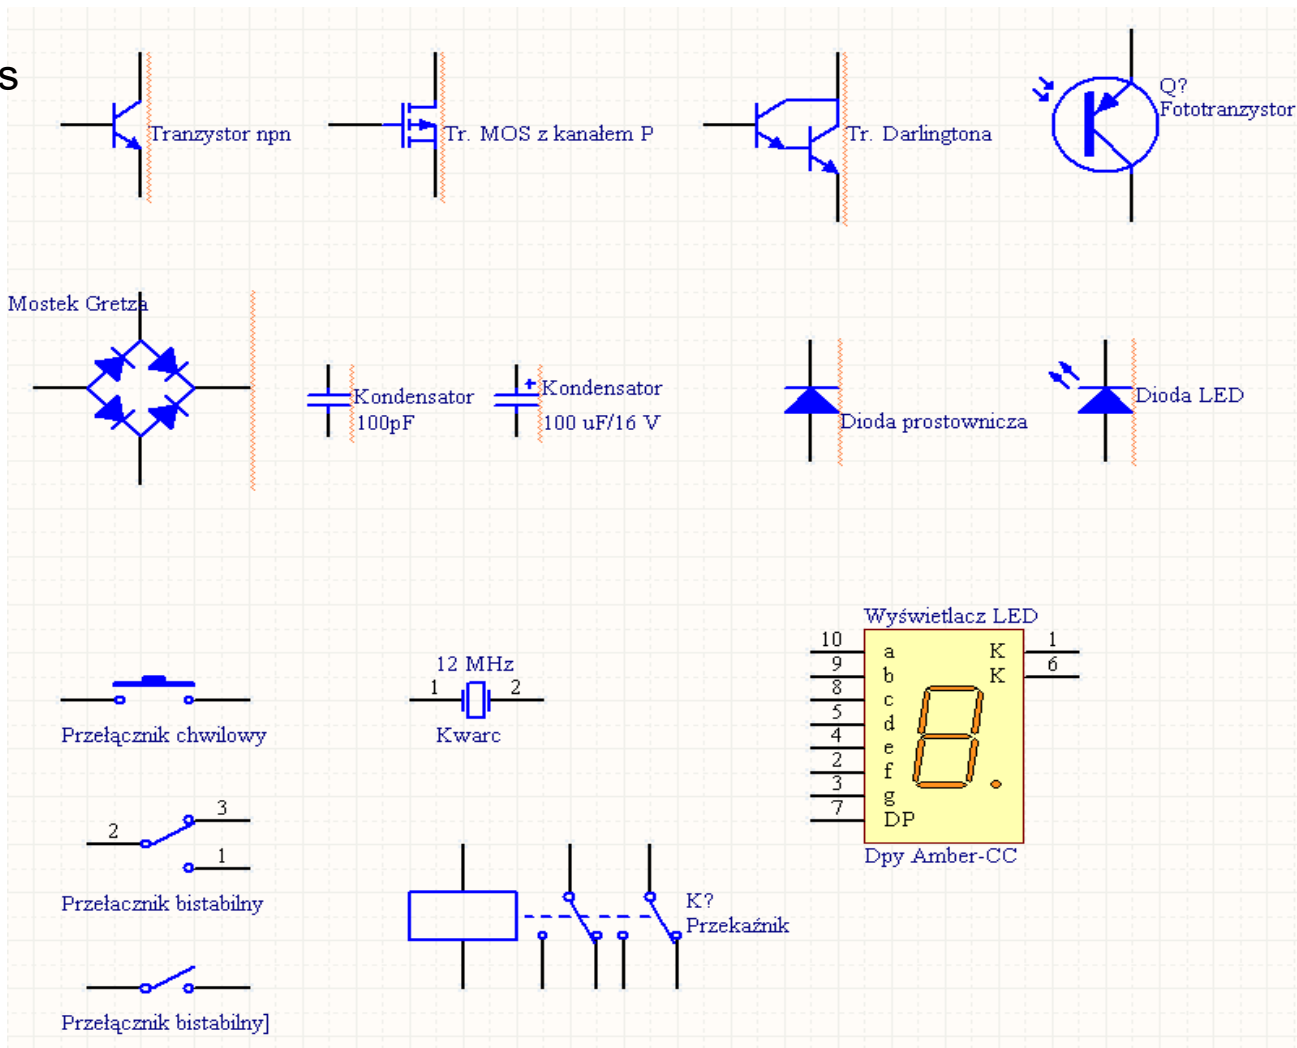 s
Tranzystor npn
Tr. MOS z kanałem P
Tr. Darlingtona
Q?
Fototranzystor
Mostek Gretza
Kondensator
100pF
+
Kondensator
100 uF/16 V
Dioda prostownicza
Dioda LED
Przełącznik chwilowy
12 MHz
1 2
Kwarc
Wyświetlacz LED
10 a K 1
9 b K 6
8 c
5 d
4 e
2 f
3 g
7 DP
Dpy Amber-CC
3
2
1
Przełacznik bistabilny
K?
Przekaźnik
Przełącznik bistabilny]